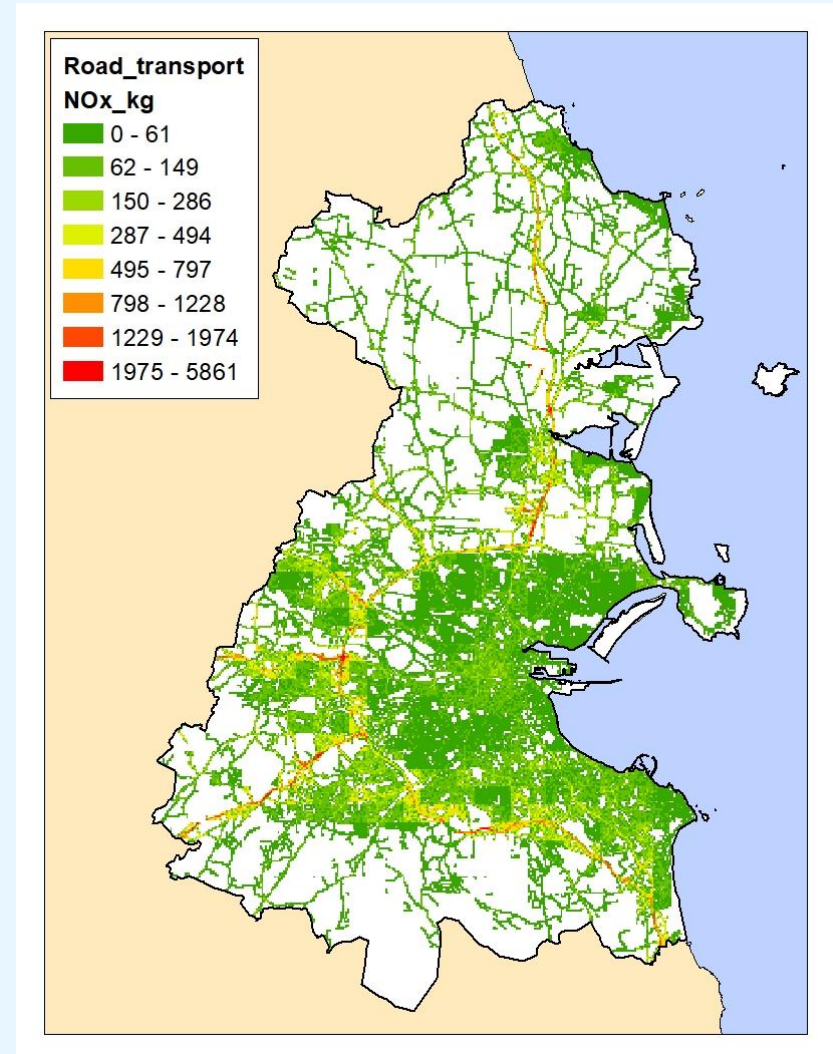 Road_transport
NOx_kg
0 - 61
62 - 149
150 - 286
287 - 494
495 - 797
798 - 1228
1229 - 1974
1975 - 5861